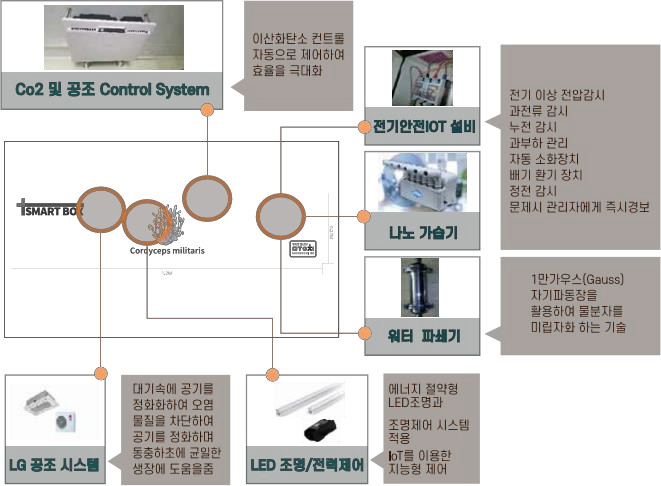 Co2 및 공조 Control System
이산화탄소 컨트롤
자동으로 제어하여
효율을 극대화
전기안전IOT 설비
전기 이상 전압감시
과전류 감시
누전 감시
과부하 관리
자동 소화장치
배기 환기 장치
정전 감시
문제시 관리자에게 즉시경보
SMART BOX
Cordyceps militaris
1.2M
나노 가습기
워터 파쇄기
1만가우스(Gauss)
자기파동장을
활용하여 물분자를
미립자화 하는 기술
LG 공조 시스템
대기속에 공기를
정화화하여 오염
물질을 차단하여
공기를 정화하며
동충하초에 균일한
생장에 도움을줌
LED 조명/전력제어
에너지 절약형
LED조명과
조명제어 시스템
적용
IoT를 이용한
지능형 제어